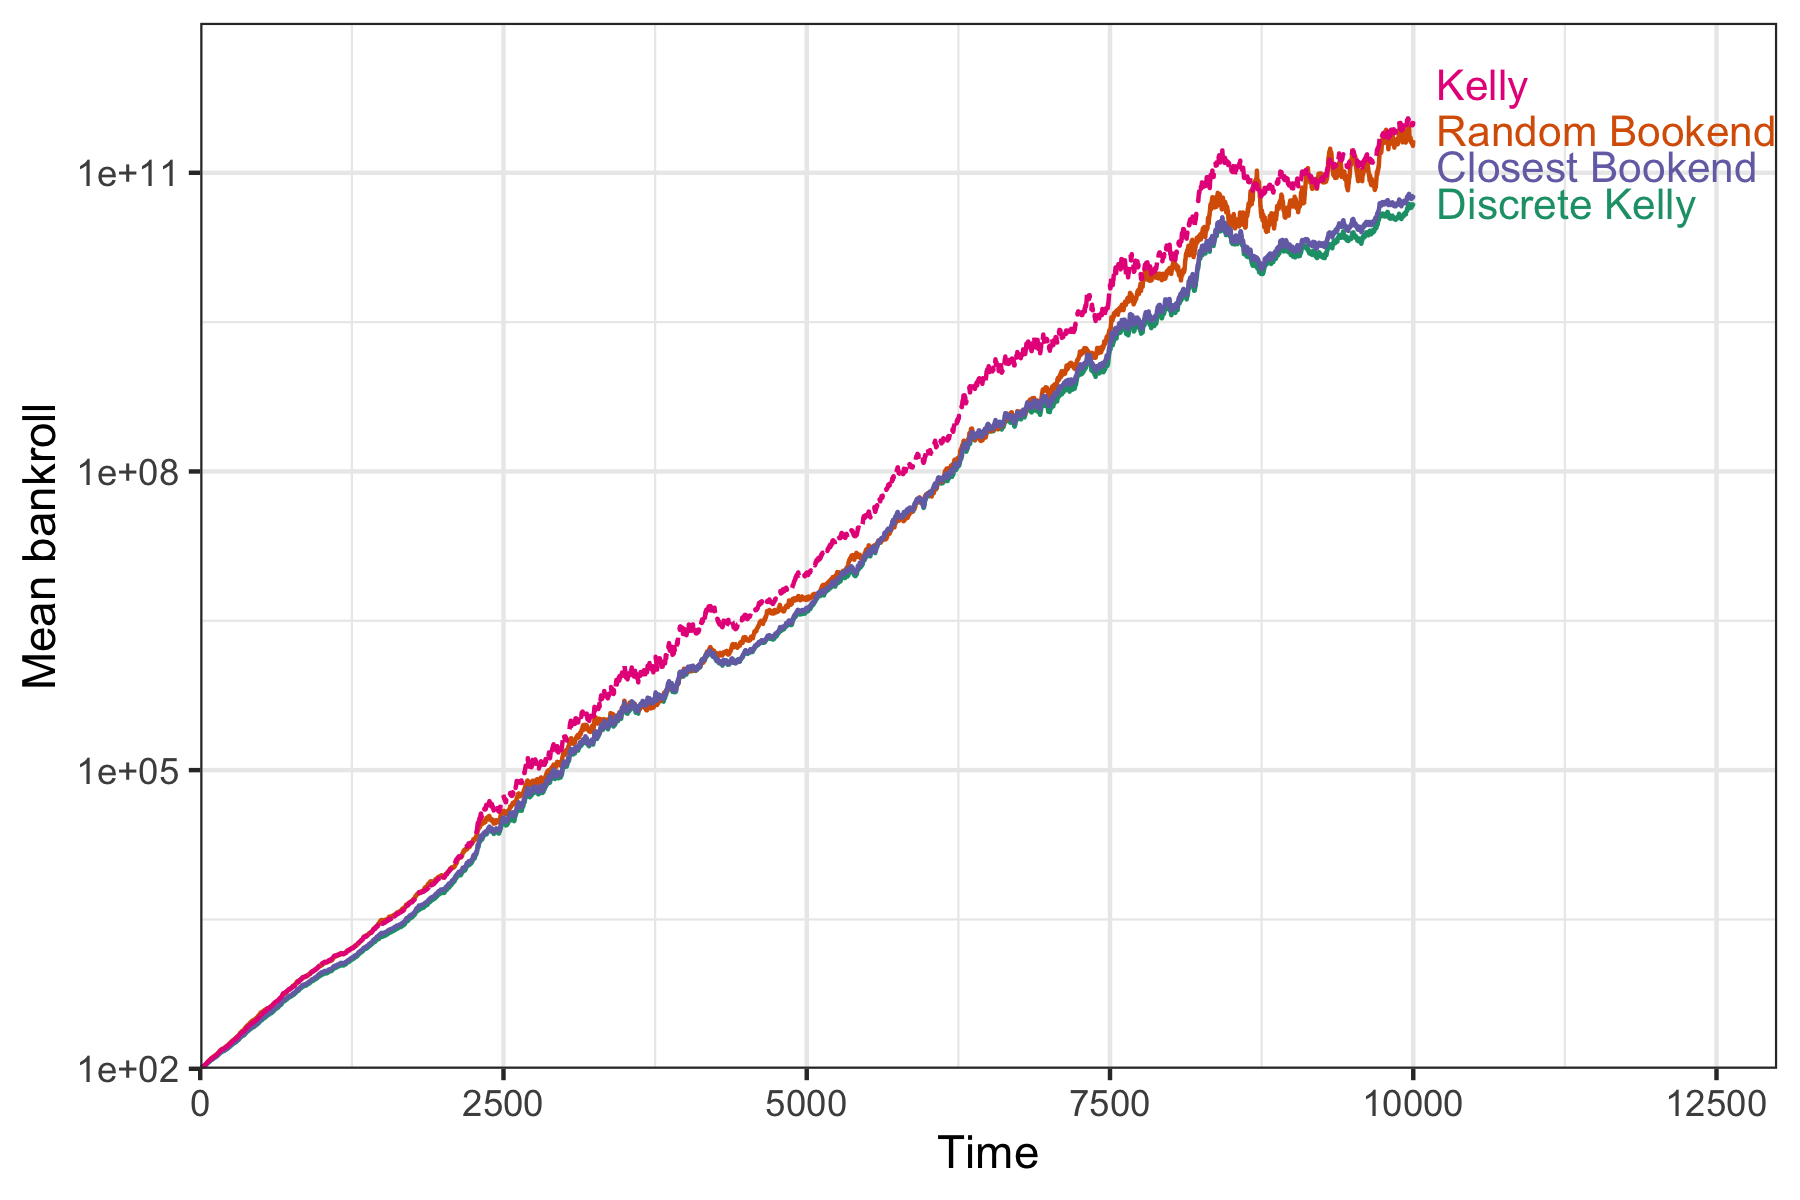 Kelly
Random Bookend
Closest Bookend
Discrete Kelly
1e+11
1e+08
1e+05
1e+02
Mean bankroll
0 2500 5000 7500 10000 12500
Time